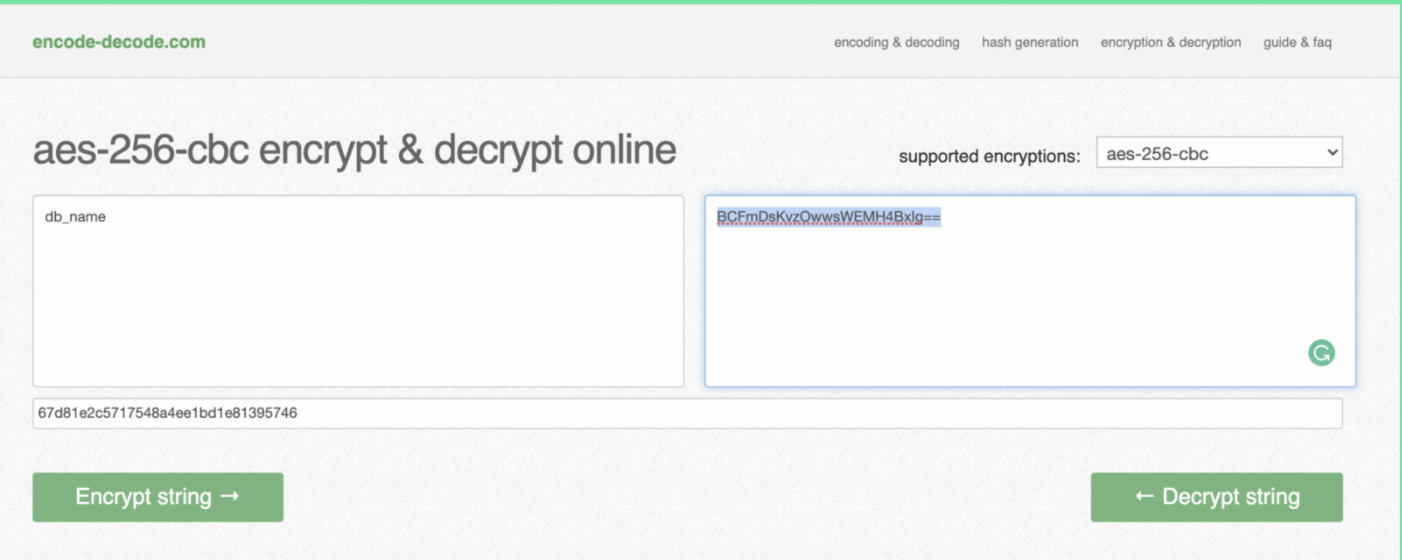 encode-decode.com
encoding & decoding hash generation encryption & decryption guide & faq
aes-256-cbc encrypt & decrypt online
supported encryptions: aes-256-cbc
db_name
BCFmDsKvzOwwsWEMH4BxIg==
67d81e2c5717548a4ee1bd1e81395746
Encrypt string →
← Decrypt string